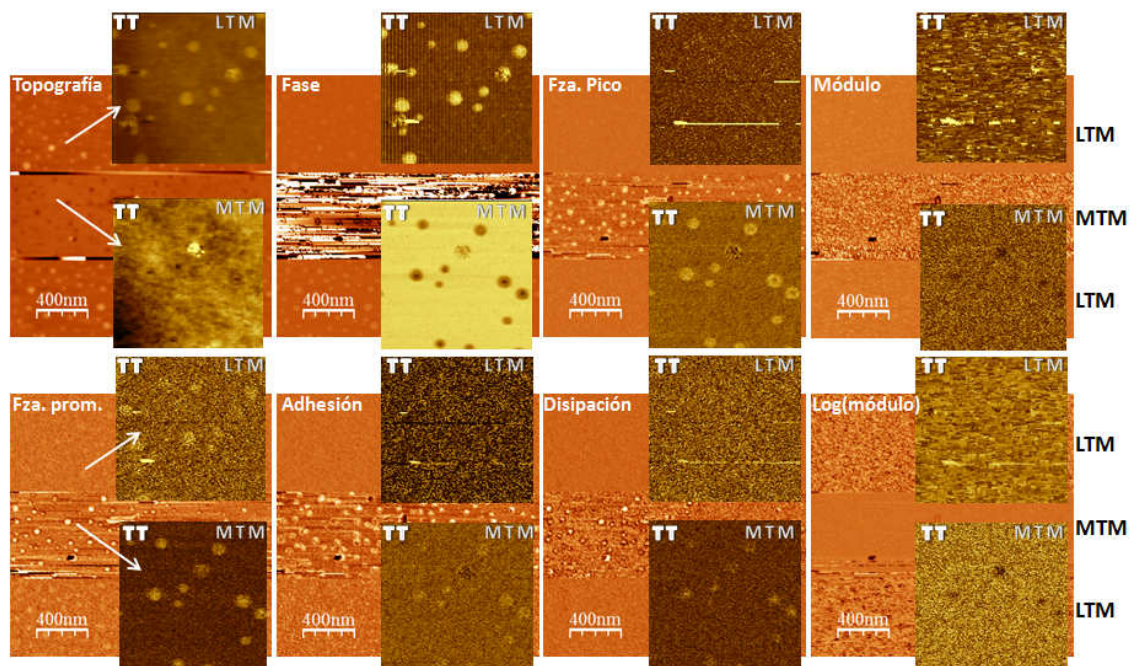 TT LTM TT LTM TT LTM TT LTM
Topografía Fase Fza. Pico Módulo
LTM
TT MTM TT MTM TT MTM TT MTM
MTM
400nm 400nm 400nm 400nm
LTM
TT LTM TT LTM TT LTM TT LTM
Fza. prom. Adhesión Disipación Log(módulo)
LTM
TT MTM TT MTM TT MTM TT MTM
MTM
400nm 400nm 400nm 400nm
LTM